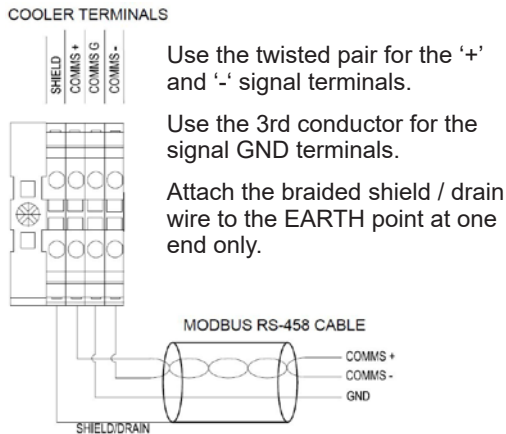 COOLER TERMINALS
SHIELD
COMMS +
COMMS G
COMMS -
Use the twisted pair for the ‘+’
and ‘-‘ signal terminals.
Use the 3rd conductor for the
signal GND terminals.
Attach the braided shield / drain
wire to the EARTH point at one
end only.
MODBUS RS-458 CABLE
COMMS +
COMMS -
GND
SHIELD/DRAIN